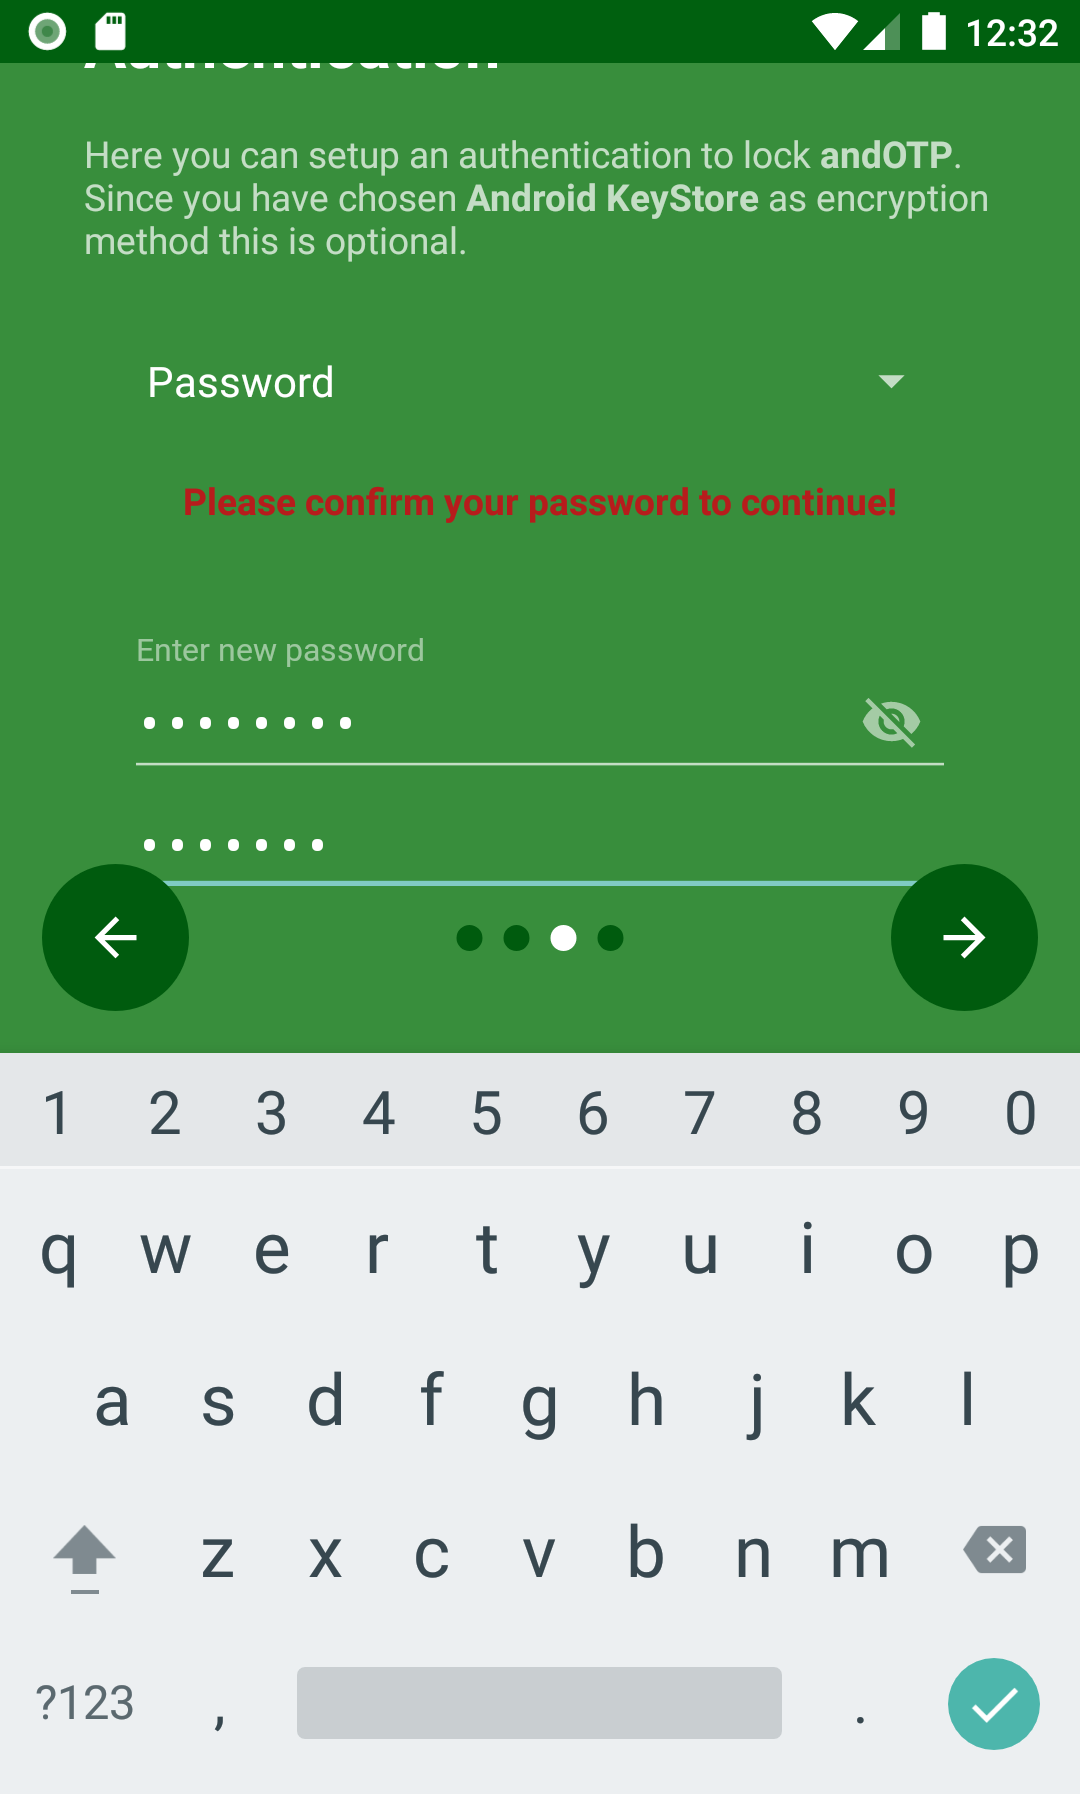 12:32
Authentication
Here you can setup an authentication to lock andOTP.
Since you have chosen Android KeyStore as encryption
method this is optional.
Password
Please confirm your password to continue!
Enter new password
1 2 3 4 5 6 7 8 9 0
q w e r t y u i o p
a s d f g h j k l
z x c v b n m
?123 , .